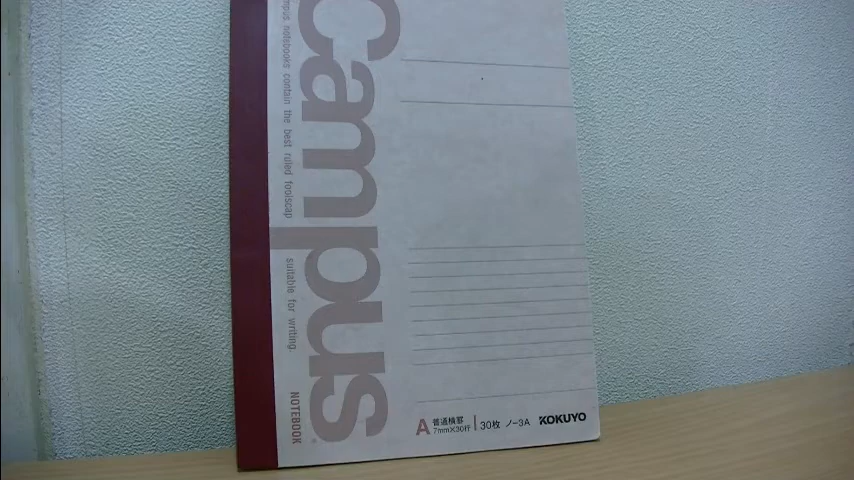 Campus
mpus notebooks contain the best ruled foolscap suitable for writing.
NOTEBOOK
A 普通横罫 7mm×30行 30枚 ノ-3A KOKUYO